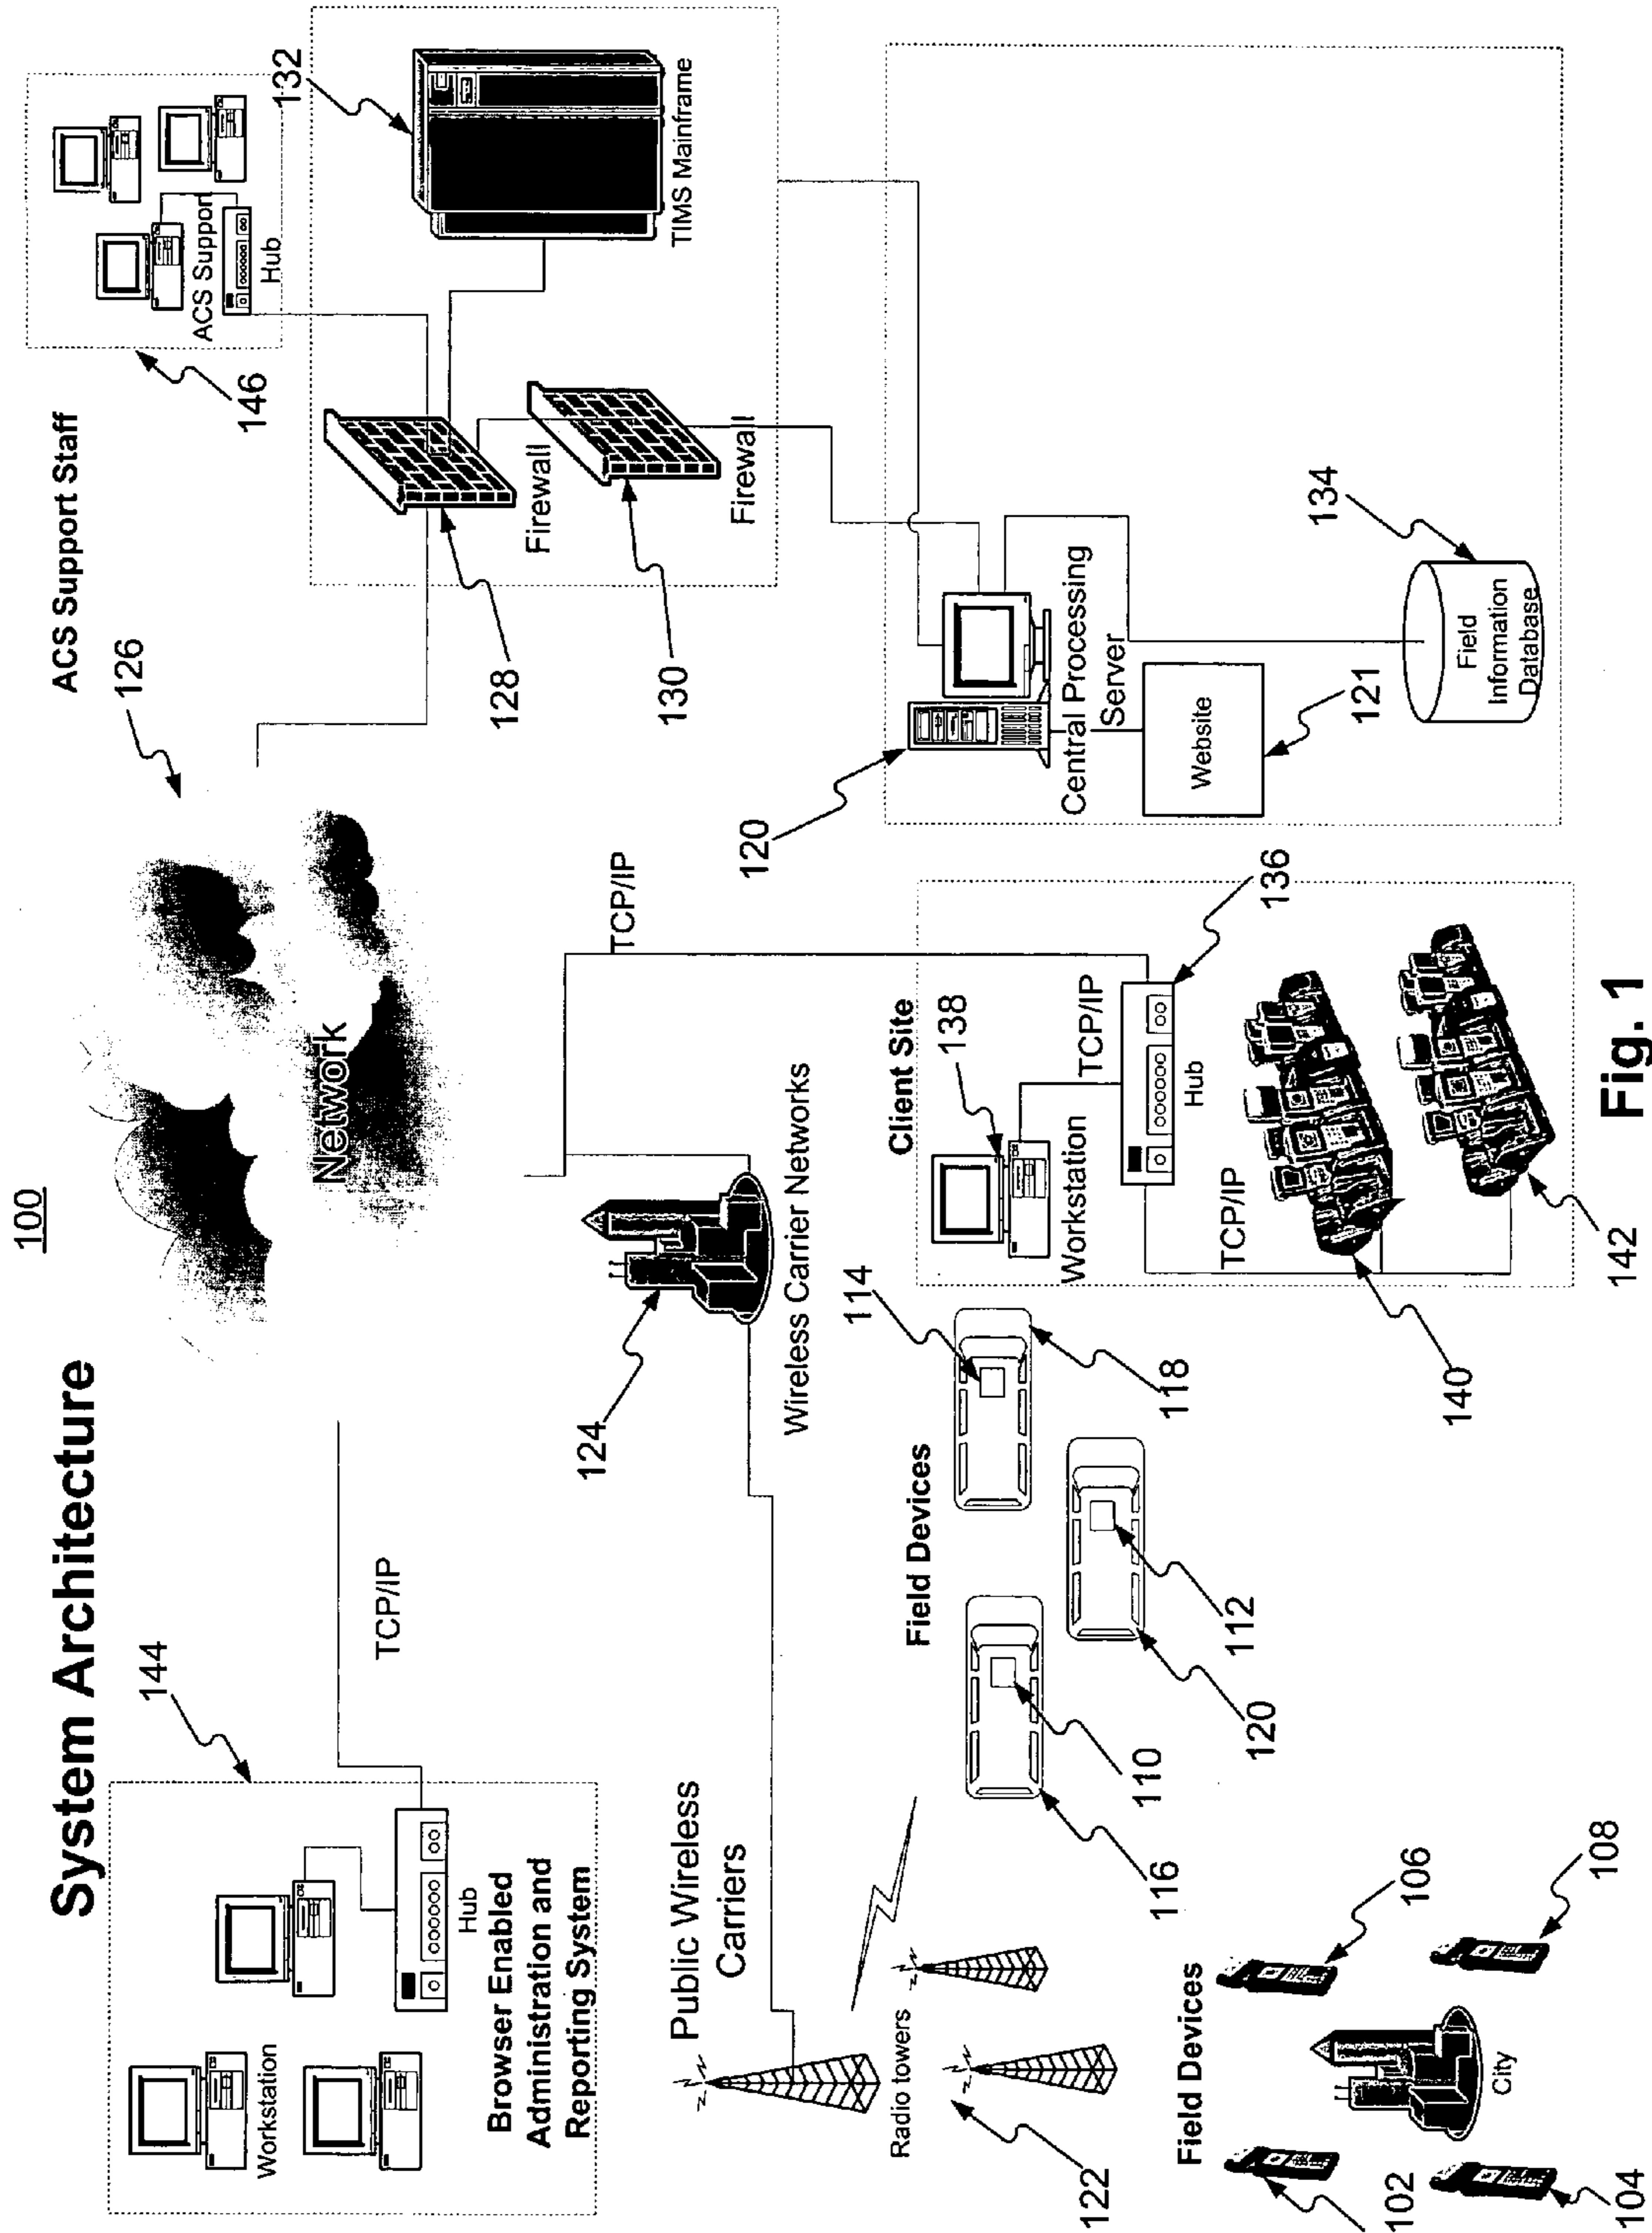 100
System Architecture
ACS Support Staff
144
126
146
132
Workstation
Hub
Browser Enabled
Administration and
Reporting System
TCP/IP
Network
ACS Support
Hub
Firewall
128
Firewall
130
TIMS Mainframe
Public Wireless
Carriers
124
Wireless Carrier Networks
TCP/IP
Radio towers
122
Field Devices
114
118
110
116
112
120
Client Site
138
Workstation
TCP/IP
Hub
136
TCP/IP
140
142
120
Central Processing
Server
Website
121
134
Field
Information
Database
Field Devices
106
108
City
102
104
Fig. 1